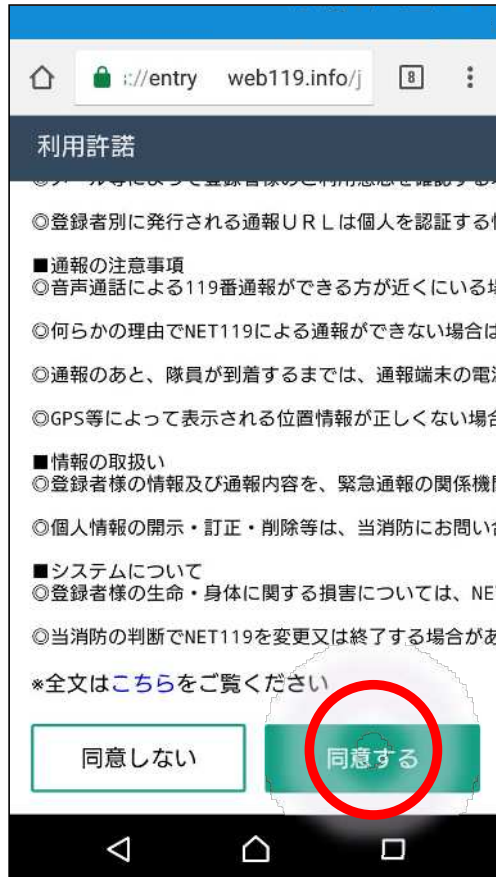 ://entry web119.info/j
8
利用許諾
◎登録者別に発行される通報ＵＲＬは個人を認証する
■通報の注意事項
◎音声通話による119番通報ができる方が近くにいる
◎何らかの理由でNET119による通報ができない場合は
◎通報のあと、隊員が到着するまでは、通報端末の電
◎GPS等によって表示される位置情報が正しくない場合
■情報の取扱い
◎登録者様の情報及び通報内容を、緊急通報の関係機
◎個人情報の開示・訂正・削除等は、当消防にお問い
■システムについて
◎登録者様の生命・身体に関する損害については、NE
◎当消防の判断でNET119を変更又は終了する場合があ
※全文はこちらをご覧ください
同意しない
同意する